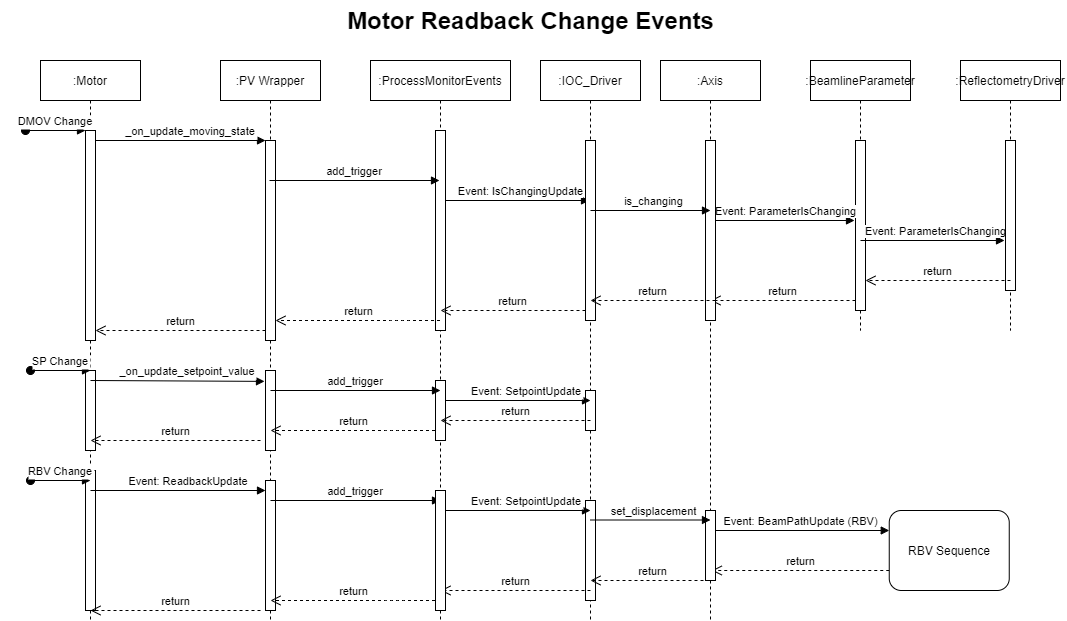 Motor Readback Change Events
:Motor
:PV Wrapper
:ProcessMonitorEvents
:IOC_Driver
:Axis
:BeamlineParameter
:ReflectometryDriver
DMOV Change
_on_update_moving_state
add_trigger
Event: IsChangingUpdate
is_changing
Event: ParameterIsChanging
Event: ParameterIsChanging
return
return
return
return
return
return
SP Change
_on_update_setpoint_value
add_trigger
Event: SetpointUpdate
return
return
return
RBV Change
Event: ReadbackUpdate
add_trigger
Event: SetpointUpdate
set_displacement
Event: BeamPathUpdate (RBV)
RBV Sequence
return
return
return
return
return